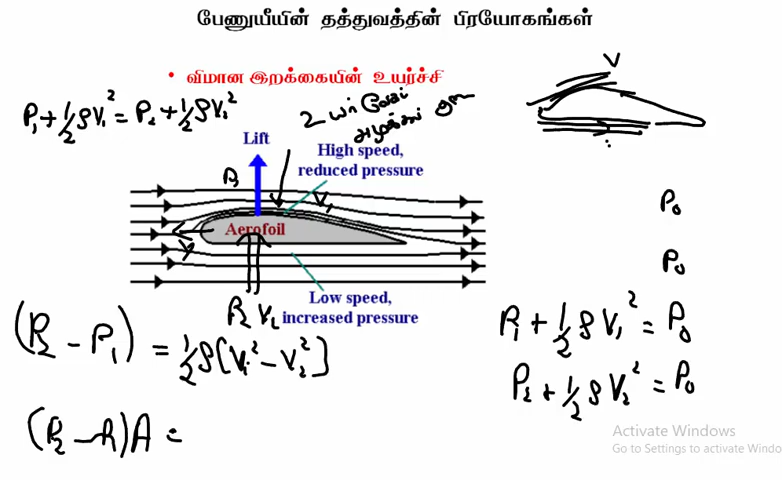 பேணுயீயின் தத்துவத்தின் பிரயோகங்கள்
• விமான இறக்கையின் உயர்ச்சி
V
P₁ + ½ρV₁² = P₂ + ½ρV₂²
Lift
High speed,
reduced pressure
P₁
V₁
Aerofoil
V
Low speed,
increased pressure
P₂ V₂
P₀
P₀
(P₂ - P₁) = ½ρ[V₁² - V₂²]
P₁ + ½ρV₁² = P₀
P₂ + ½ρV₂² = P₀
(P₂ - P₁)A =
Activate Windows
Go to Settings to activate Windo